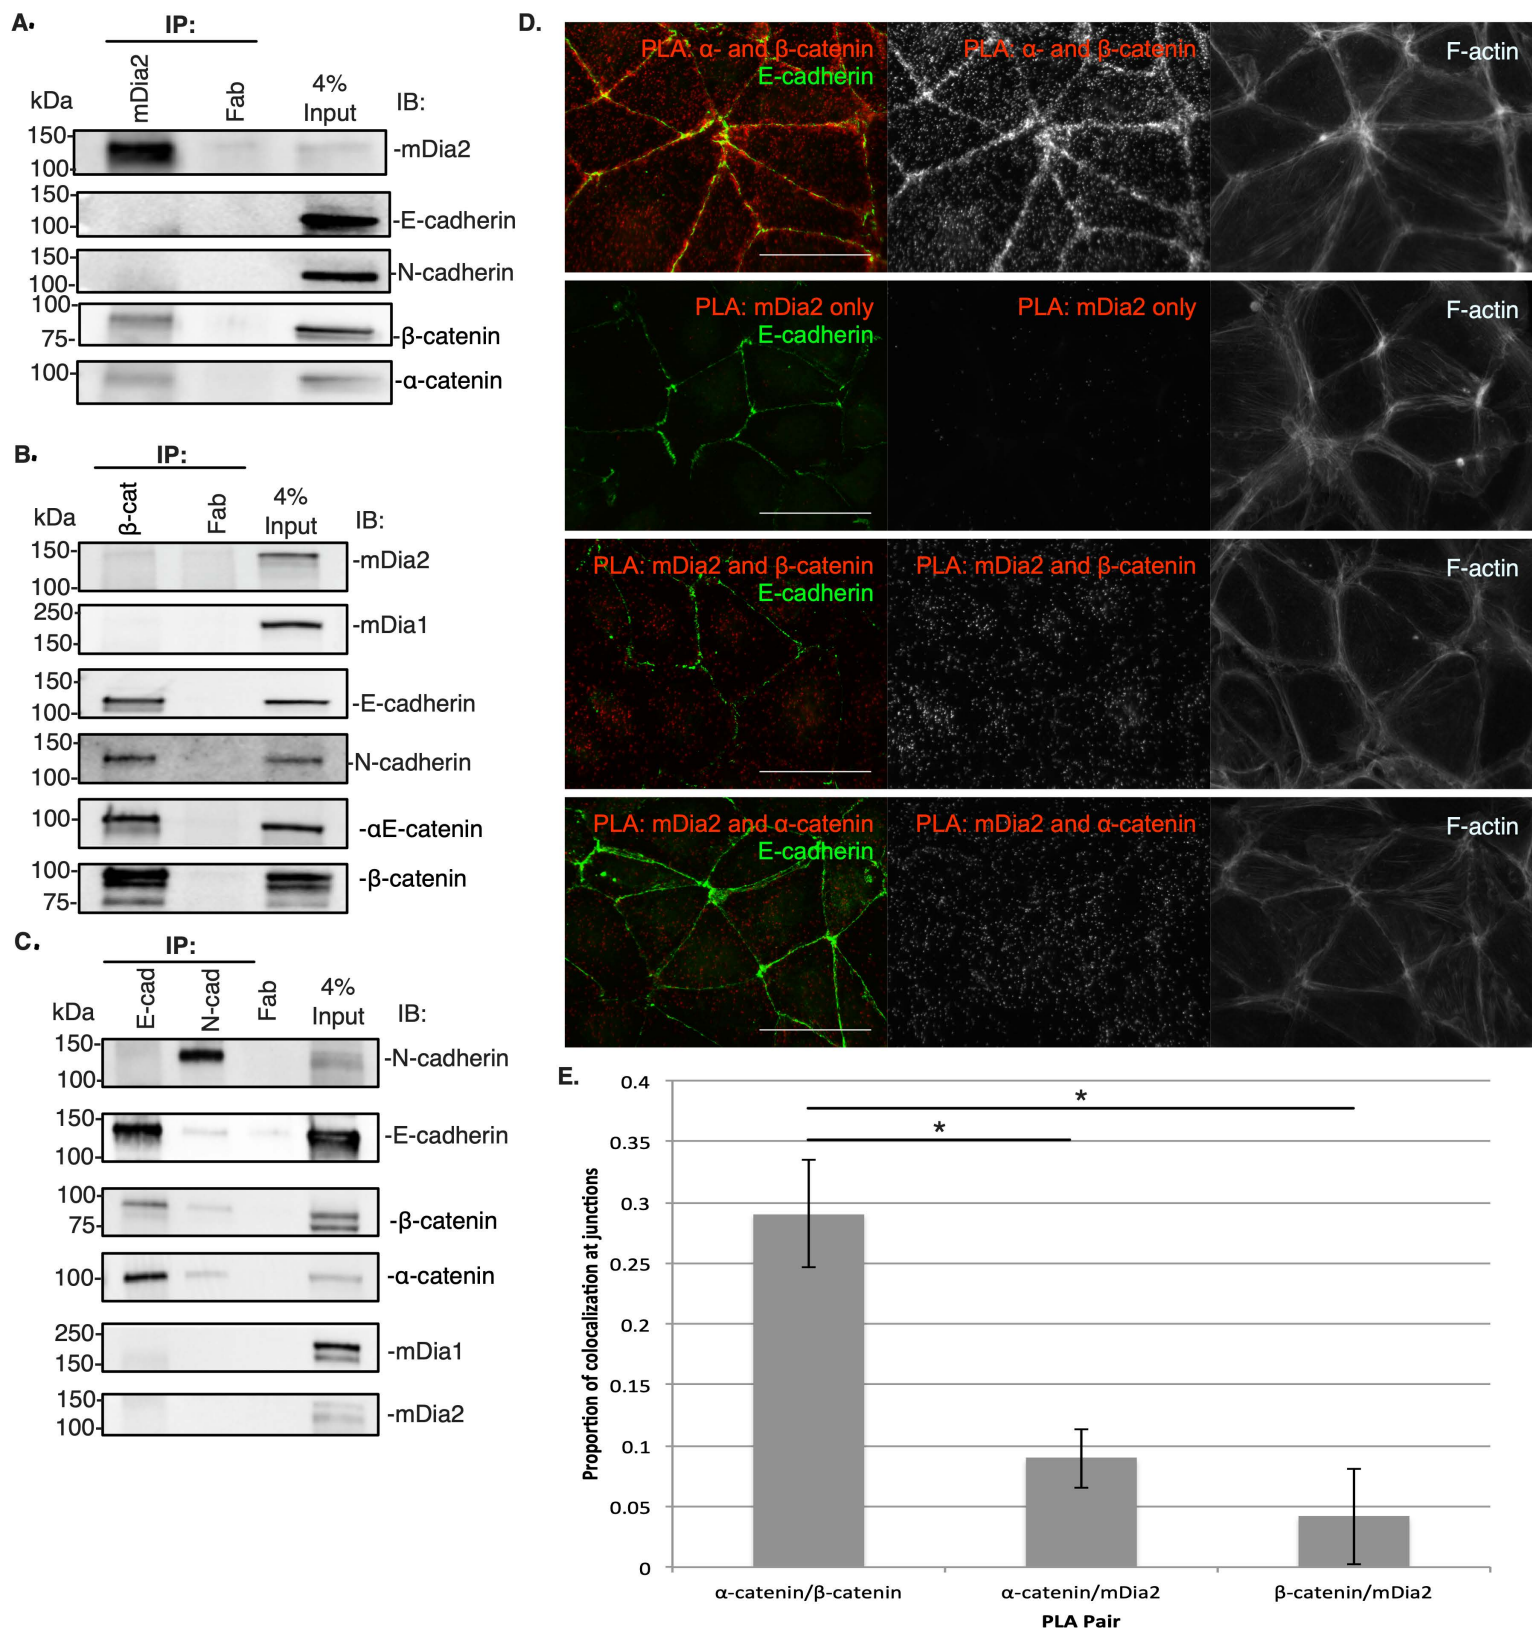 A.
IP:
mDia2
Fab
4%
Input
kDa
IB:
150-
100-
-mDia2
150-
100-
-E-cadherin
150-
100-
-N-cadherin
100-
75-
-β-catenin
100-
-α-catenin
B.
IP:
β-cat
Fab
4%
Input
kDa
IB:
150-
100-
-mDia2
250-
150-
-mDia1
150-
100-
-E-cadherin
150-
100-
-N-cadherin
100-
-αE-catenin
100-
75-
-β-catenin
C.
IP:
E-cad
N-cad
Fab
4%
Input
kDa
IB:
150-
100-
-N-cadherin
150-
100-
-E-cadherin
100-
75-
-β-catenin
100-
-α-catenin
250-
150-
-mDia1
150-
100-
-mDia2
D.
PLA: α- and β-catenin
E-cadherin
PLA: α- and β-catenin
F-actin
PLA: mDia2 only
E-cadherin
PLA: mDia2 only
F-actin
PLA: mDia2 and β-catenin
E-cadherin
PLA: mDia2 and β-catenin
F-actin
PLA: mDia2 and α-catenin
E-cadherin
PLA: mDia2 and α-catenin
F-actin
E.
Proportion of colocalization at junctions
0.4
0.35
0.3
0.25
0.2
0.15
0.1
0.05
0
*
*
α-catenin/β-catenin
α-catenin/mDia2
β-catenin/mDia2
PLA Pair